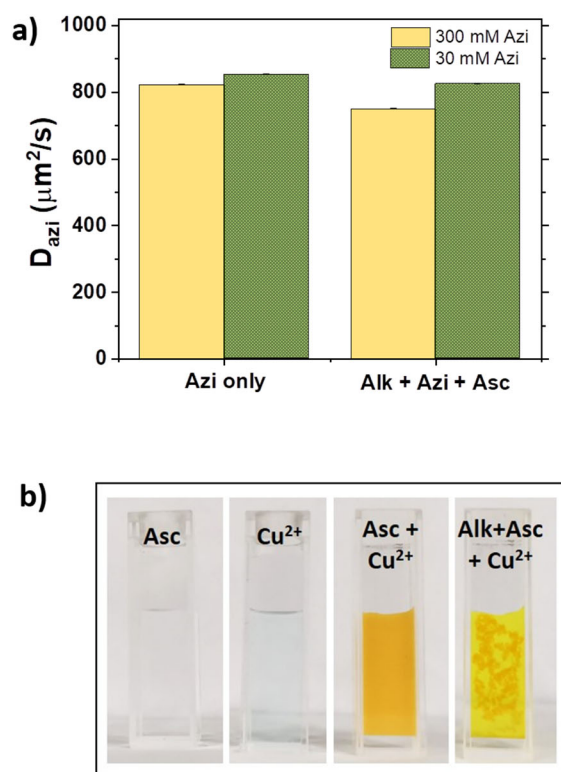 a)
300 mM Azi
30 mM Azi
1000
800
600
400
200
0
D_azi (μm²/s)
Azi only
Alk + Azi + Asc
b)
Asc
Cu²⁺
Asc +
Cu²⁺
Alk+Asc
+ Cu²⁺